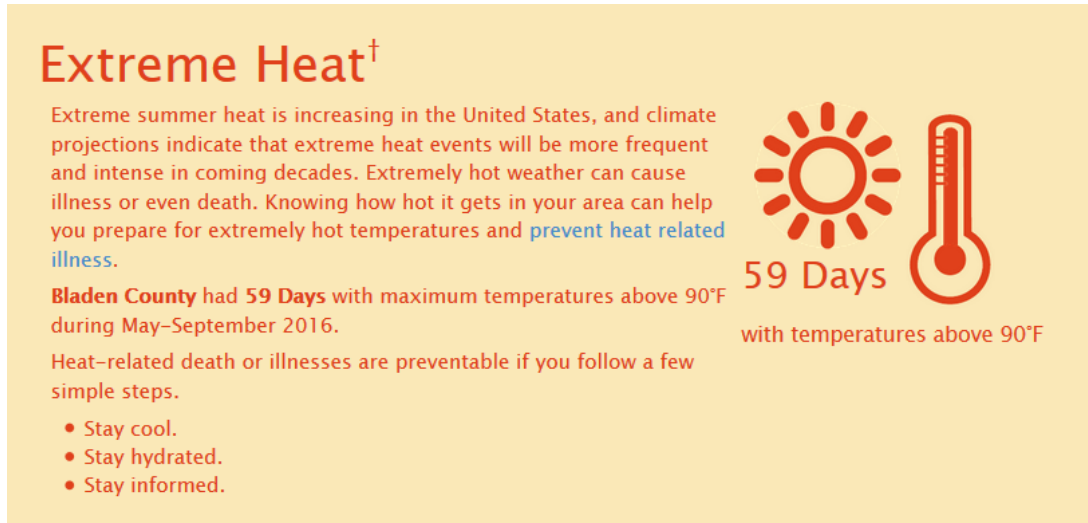 Extreme Heat†
Extreme summer heat is increasing in the United States, and climate
projections indicate that extreme heat events will be more frequent
and intense in coming decades. Extremely hot weather can cause
illness or even death. Knowing how hot it gets in your area can help
you prepare for extremely hot temperatures and prevent heat related
illness.
Bladen County had 59 Days with maximum temperatures above 90°F
during May–September 2016.
Heat-related death or illnesses are preventable if you follow a few
simple steps.
• Stay cool.
• Stay hydrated.
• Stay informed.
59 Days
with temperatures above 90°F